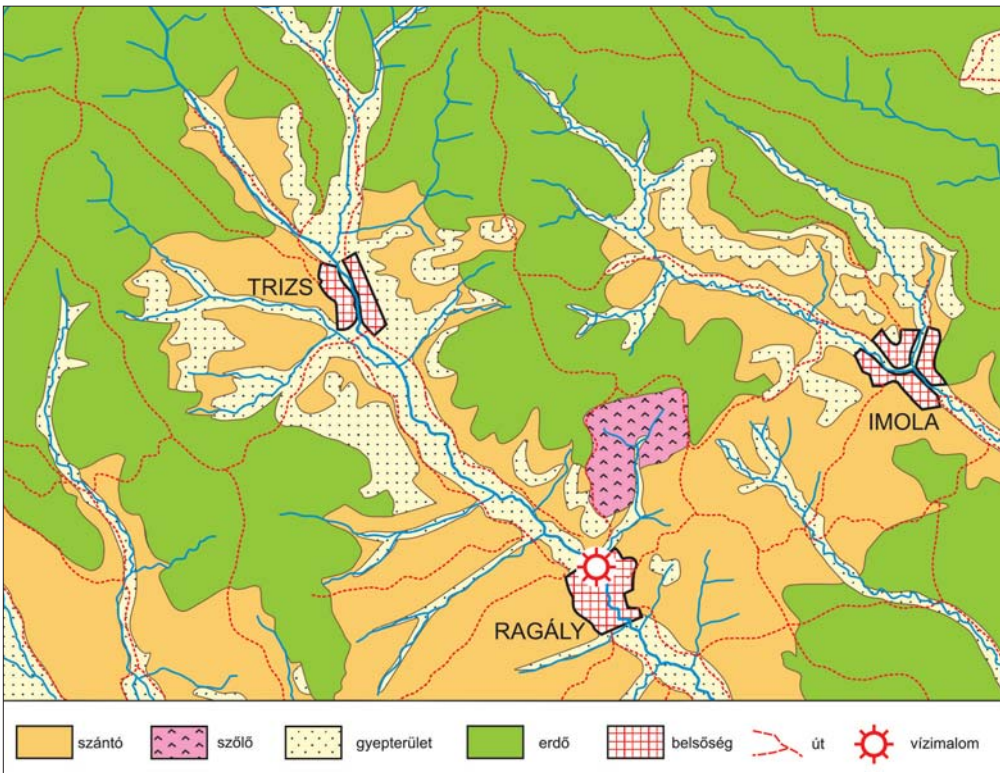 TRIZS
IMOLA
RAGÁLY
szántó
szőlő
gyepterület
erdő
belsőség
út
vízimalom